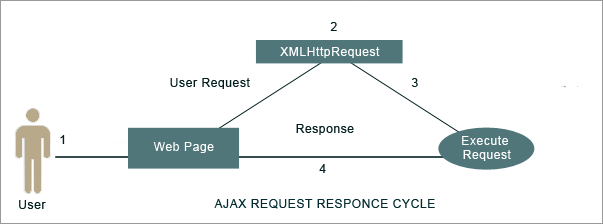 2
XMLHttpRequest
User Request
3
1
Web Page
Response
Execute
Request
4
User
AJAX REQUEST RESPONCE CYCLE